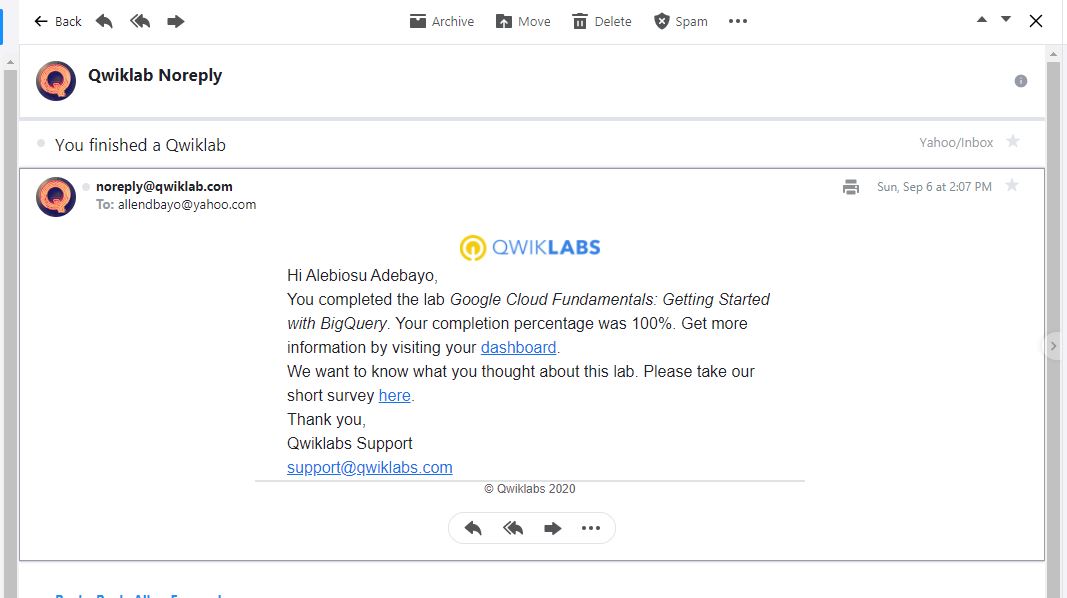 Back Archive Move Delete Spam
Qwiklab Noreply
You finished a Qwiklab Yahoo/Inbox
noreply@qwiklab.com Sun, Sep 6 at 2:07 PM
To: allendbayo@yahoo.com
QWIKLABS
Hi Alebiosu Adebayo,
You completed the lab Google Cloud Fundamentals: Getting Started
with BigQuery. Your completion percentage was 100%. Get more
information by visiting your dashboard.
We want to know what you thought about this lab. Please take our
short survey here.
Thank you,
Qwiklabs Support
support@qwiklabs.com
© Qwiklabs 2020